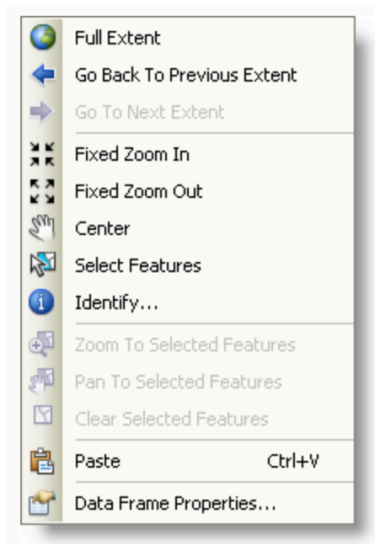 Full Extent
Go Back To Previous Extent
Go To Next Extent
Fixed Zoom In
Fixed Zoom Out
Center
Select Features
Identify...
Zoom To Selected Features
Pan To Selected Features
Clear Selected Features
Paste Ctrl+V
Data Frame Properties...